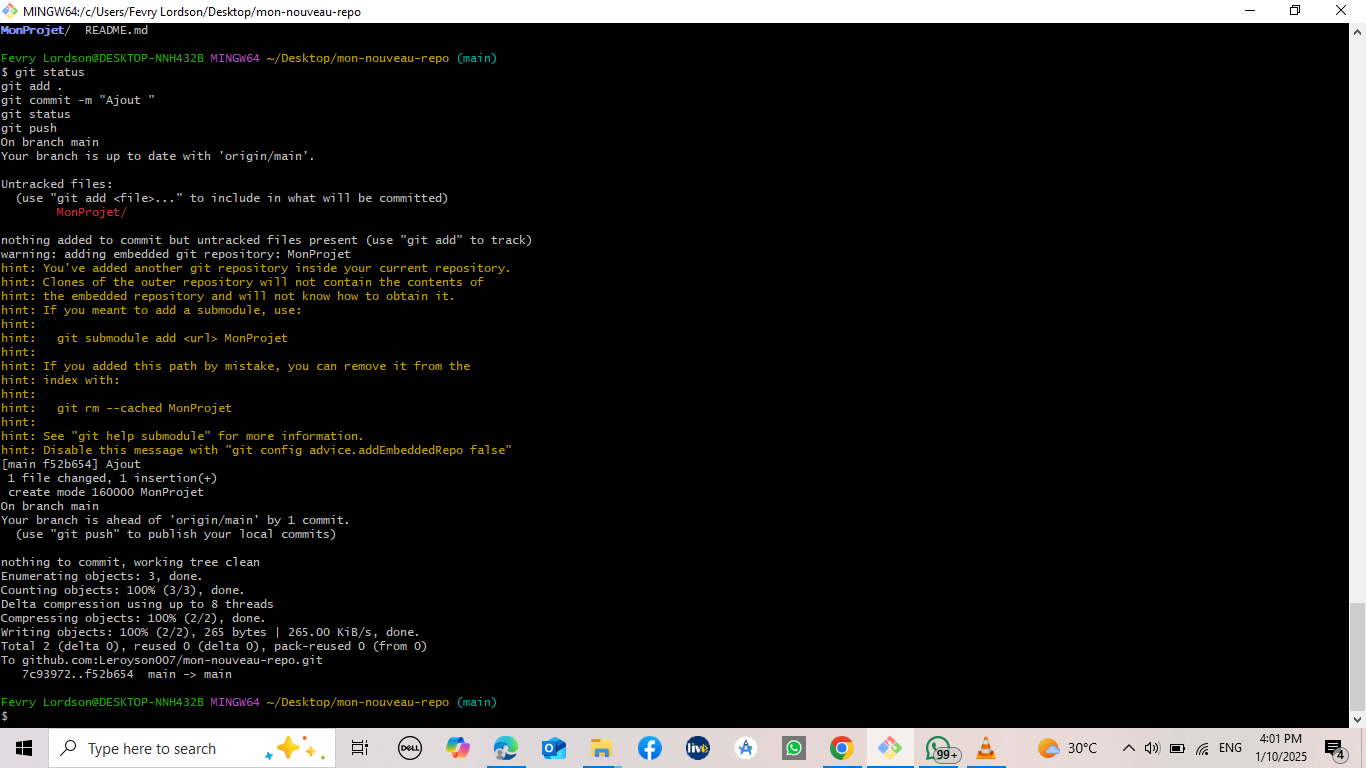 MINGW64:/c/Users/Fevry Lordson/Desktop/mon-nouveau-repo
MonProjet/  README.md
Fevry Lordson@DESKTOP-NNH432B MINGW64 ~/Desktop/mon-nouveau-repo (main)
$ git status
git add .
git commit -m "Ajout "
git status
git push
On branch main
Your branch is up to date with 'origin/main'.
Untracked files:
  (use "git add <file>..." to include in what will be committed)
        MonProjet/
nothing added to commit but untracked files present (use "git add" to track)
warning: adding embedded git repository: MonProjet
hint: You've added another git repository inside your current repository.
hint: Clones of the outer repository will not contain the contents of
hint: the embedded repository and will not know how to obtain it.
hint: If you meant to add a submodule, use:
hint:
hint:   git submodule add <url> MonProjet
hint:
hint: If you added this path by mistake, you can remove it from the
hint: index with:
hint:
hint:   git rm --cached MonProjet
hint:
hint: See "git help submodule" for more information.
hint: Disable this message with "git config advice.addEmbeddedRepo false"
[main f52b654] Ajout
 1 file changed, 1 insertion(+)
 create mode 160000 MonProjet
On branch main
Your branch is ahead of 'origin/main' by 1 commit.
  (use "git push" to publish your local commits)
nothing to commit, working tree clean
Enumerating objects: 3, done.
Counting objects: 100% (3/3), done.
Delta compression using up to 8 threads
Compressing objects: 100% (2/2), done.
Writing objects: 100% (2/2), 265 bytes | 265.00 KiB/s, done.
Total 2 (delta 0), reused 0 (delta 0), pack-reused 0 (from 0)
To github.com:Leroyson007/mon-nouveau-repo.git
   7c93972..f52b654  main -> main
Fevry Lordson@DESKTOP-NNH432B MINGW64 ~/Desktop/mon-nouveau-repo (main)
$
Type here to search
DELL
live
99+
30°C
ENG
4:01 PM
1/10/2025
4